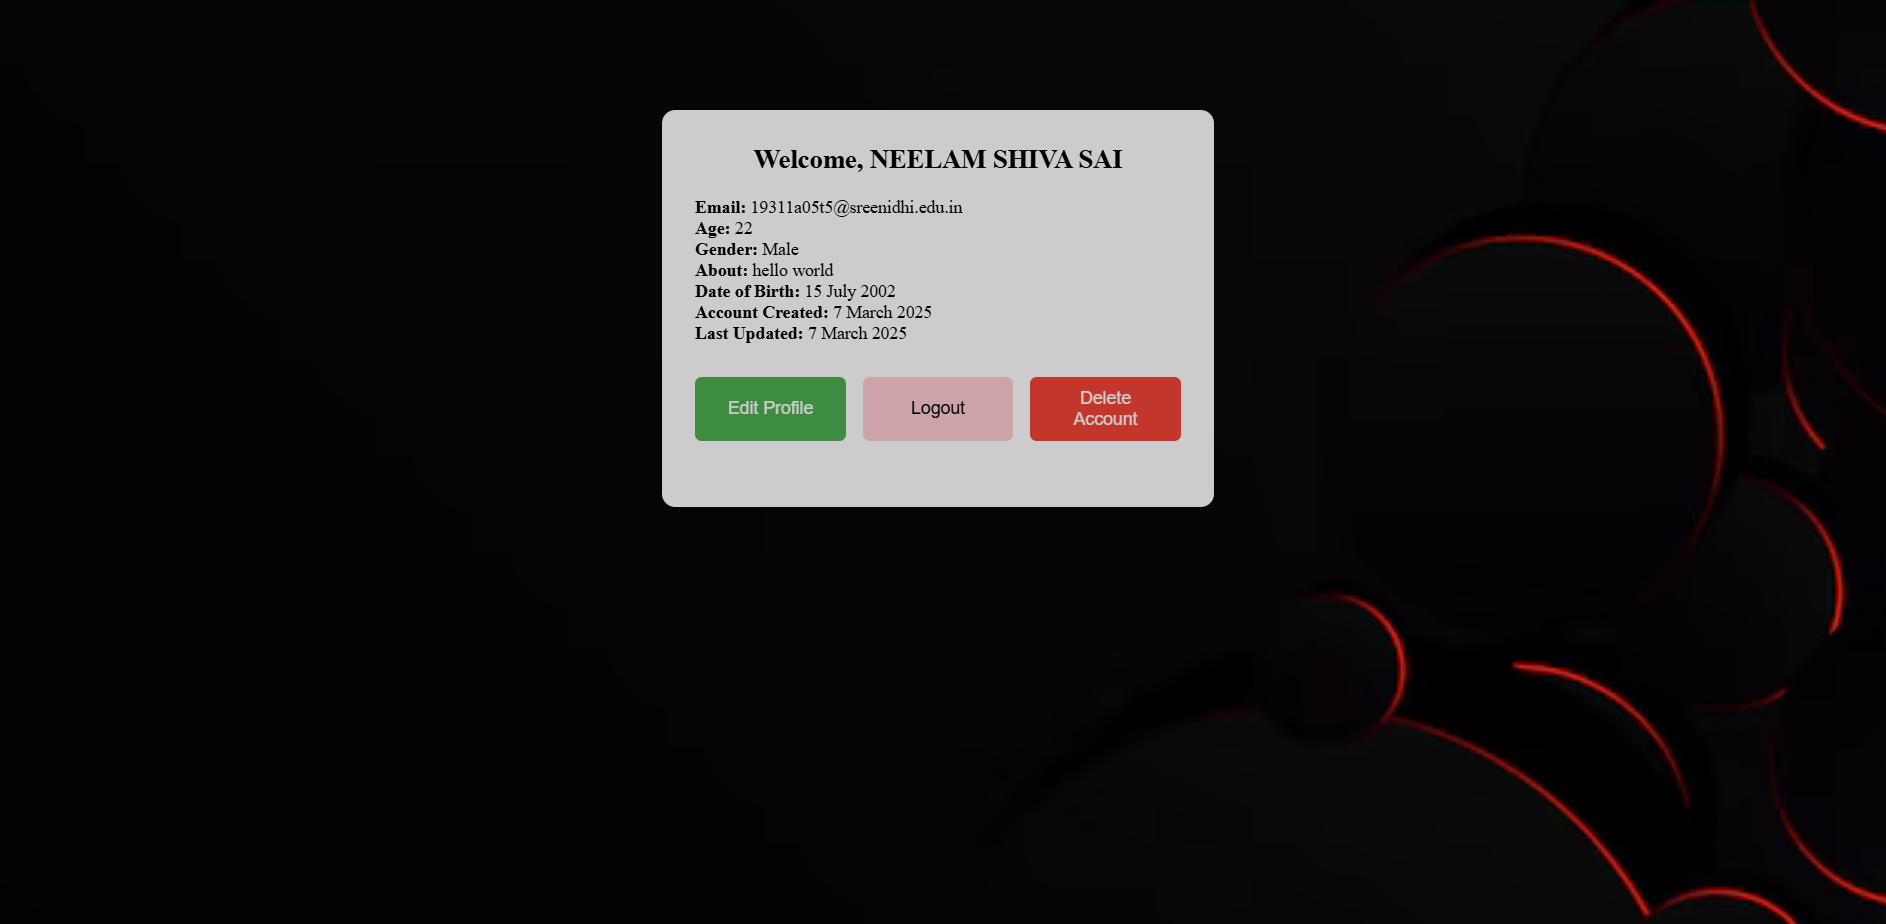 Welcome, NEELAM SHIVA SAI
Email: 19311a05t5@sreenidhi.edu.in
Age: 22
Gender: Male
About: hello world
Date of Birth: 15 July 2002
Account Created: 7 March 2025
Last Updated: 7 March 2025
Edit Profile
Logout
Delete
Account